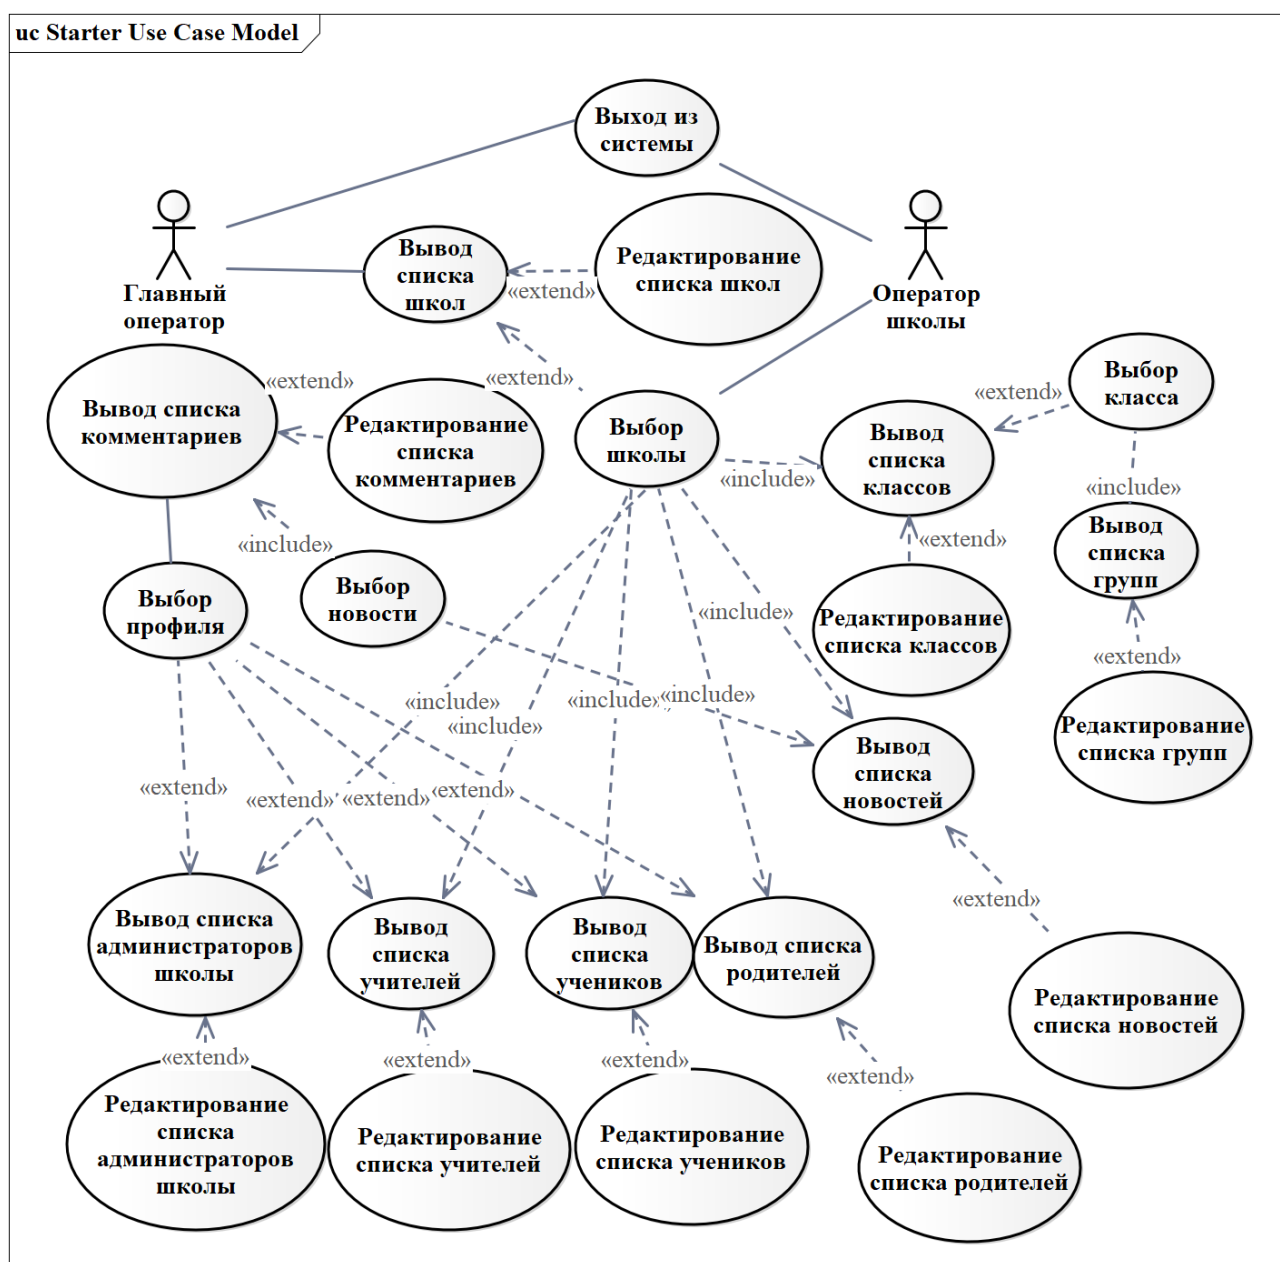 uc Starter Use Case Model
Выход из
системы
Главный
оператор
Вывод
списка
школ
«extend»
Редактирование
списка школ
Оператор
школы
«extend»
Вывод списка
комментариев
«extend»
Редактирование
списка
комментариев
Выбор
школы
«include»
Вывод
списка
классов
«extend»
Выбор
класса
«include»
Вывод
списка
групп
«extend»
Редактирование
списка групп
«extend»
Редактирование
списка классов
«include»
Выбор
новости
Выбор
профиля
«include»
«include»
«include»
«include»
«include»
Вывод
списка
новостей
«extend»
«extend»
«extend»
«extend»
«extend»
Редактирование
списка новостей
Вывод списка
администраторов
школы
Вывод
списка
учителей
Вывод
списка
учеников
Вывод списка
родителей
«extend»
«extend»
«extend»
«extend»
Редактирование
списка
администраторов
школы
Редактирование
списка учителей
Редактирование
списка учеников
Редактирование
списка родителей